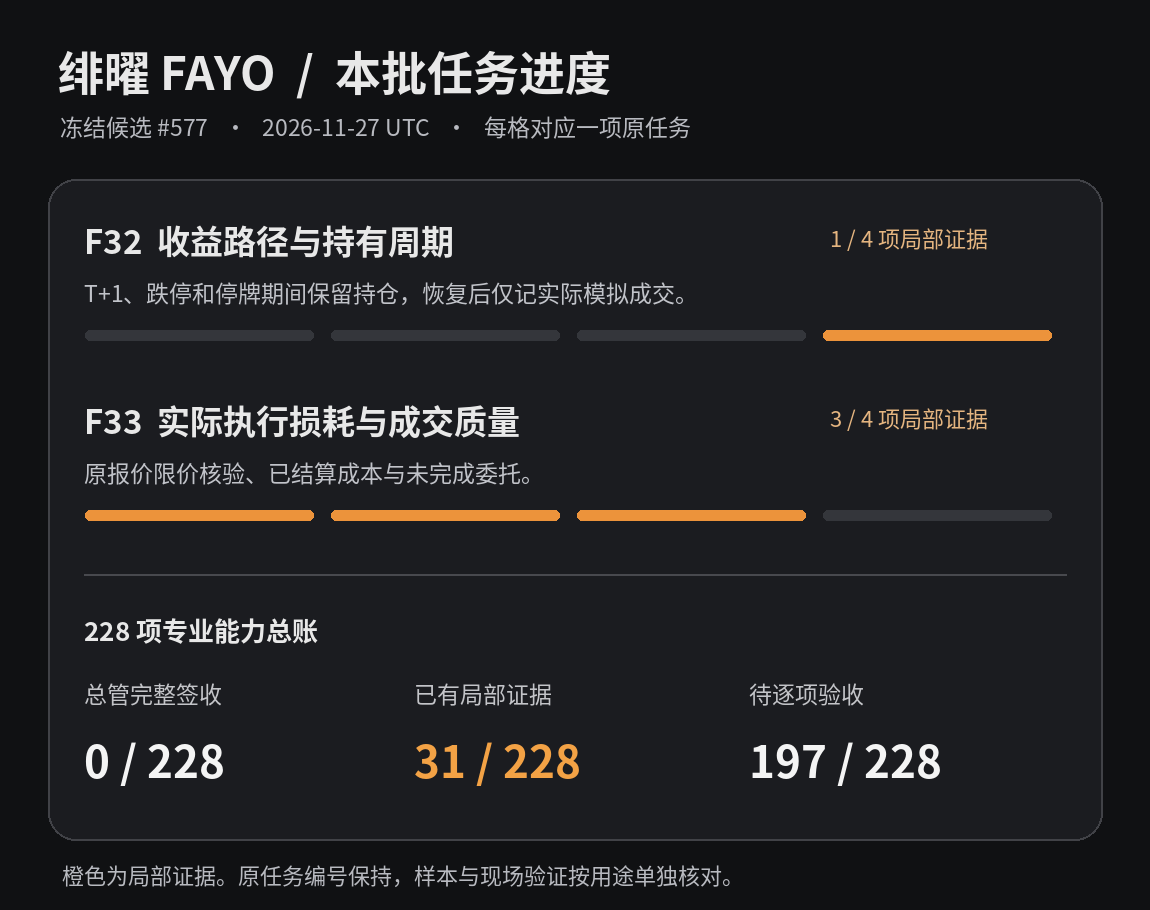 绯曜 FAYO / 本批任务进度
冻结候选 #577 · 2026-11-27 UTC · 每格对应一项原任务
F32 收益路径与持有周期
1 / 4 项局部证据
T+1、跌停和停牌期间保留持仓，恢复后仅记实际模拟成交。
F33 实际执行损耗与成交质量
3 / 4 项局部证据
原报价限价核验、已结算成本与未完成委托。
228 项专业能力总账
总管完整签收
已有局部证据
待逐项验收
0 / 228
31 / 228
197 / 228
橙色为局部证据。原任务编号保持，样本与现场验证按用途单独核对。